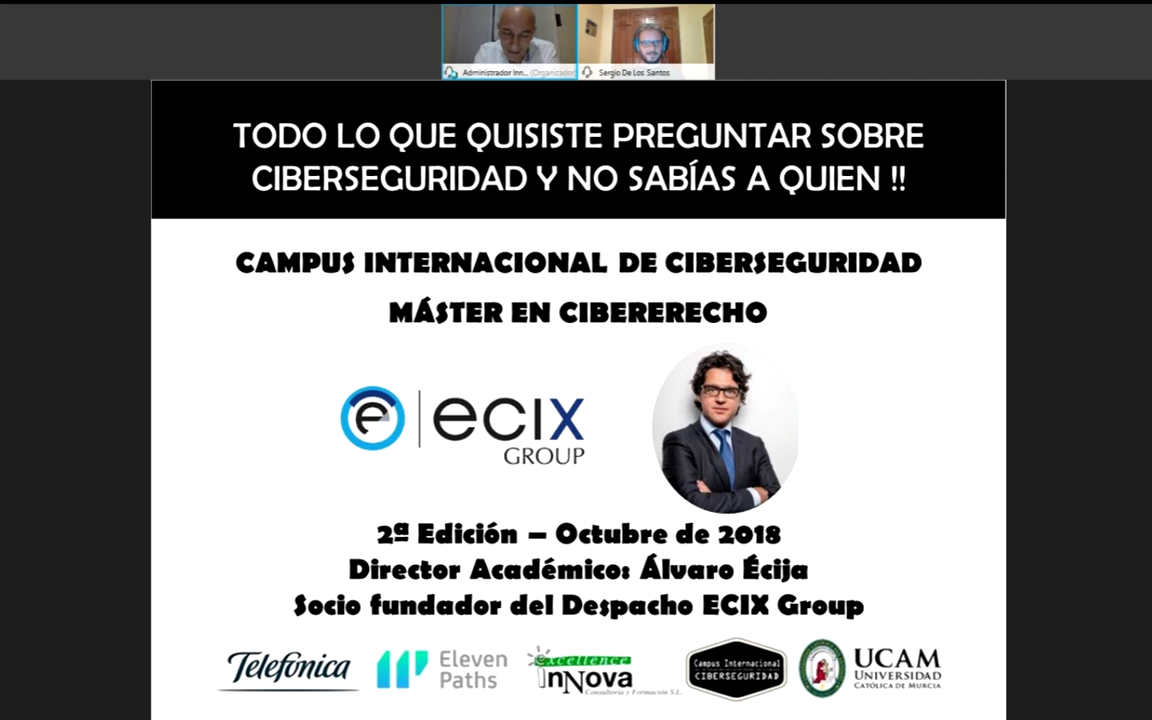 Administrador Inn... (Organizador
Sergio De Los Santos
TODO LO QUE QUISISTE PREGUNTAR SOBRE
CIBERSEGURIDAD Y NO SABÍAS A QUIEN !!
CAMPUS INTERNACIONAL DE CIBERSEGURIDAD
MÁSTER EN CIBERERECHO
e ecix
GROUP
2ª Edición – Octubre de 2018
Director Académico: Álvaro Écija
Socio fundador del Despacho ECIX Group
Telefónica
Eleven
Paths
excellence
inNova
Consultoría y Formación S.L.
Campus Internacional
CIBERSEGURIDAD
UCAM
UNIVERSIDAD
CATÓLICA DE MURCIA